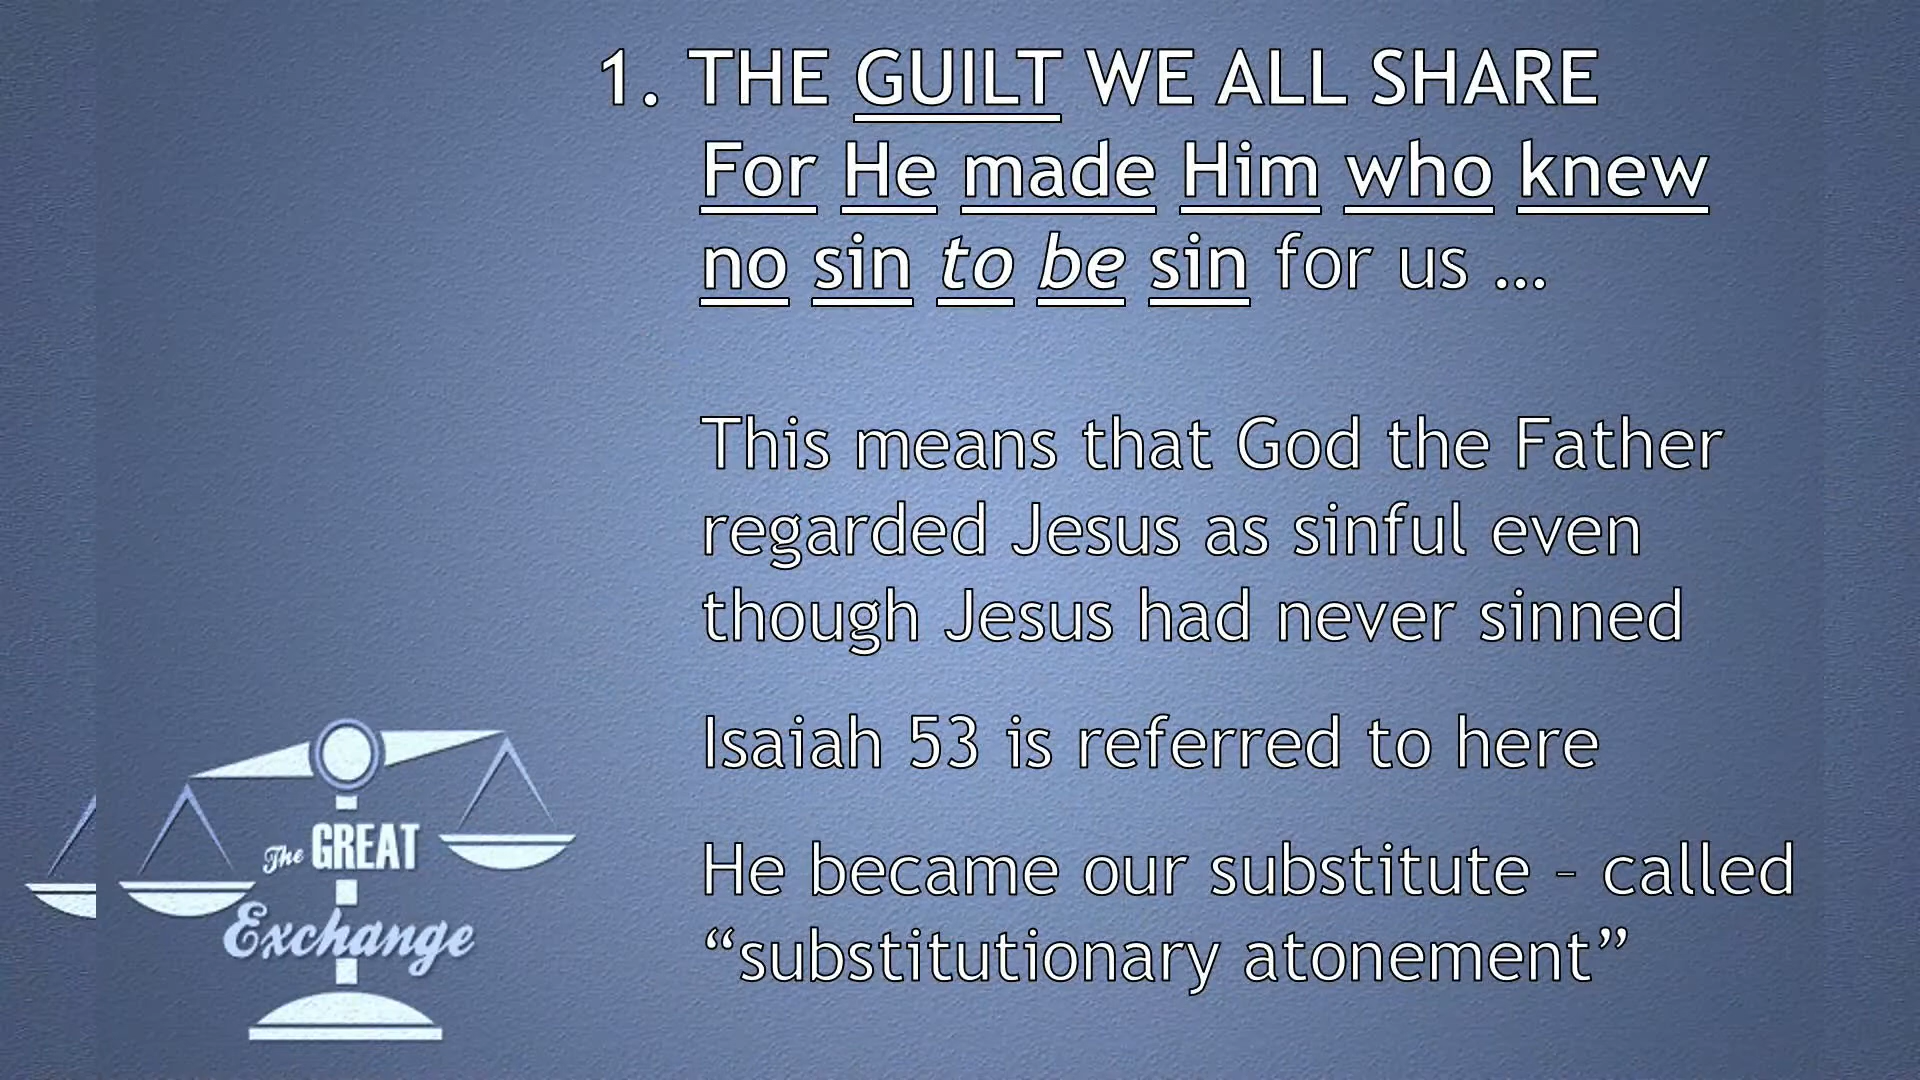 1. THE GUILT WE ALL SHARE
For He made Him who knew
no sin to be sin for us …
This means that God the Father
regarded Jesus as sinful even
though Jesus had never sinned
Isaiah 53 is referred to here
He became our substitute – called
“substitutionary atonement”
The GREAT
Exchange